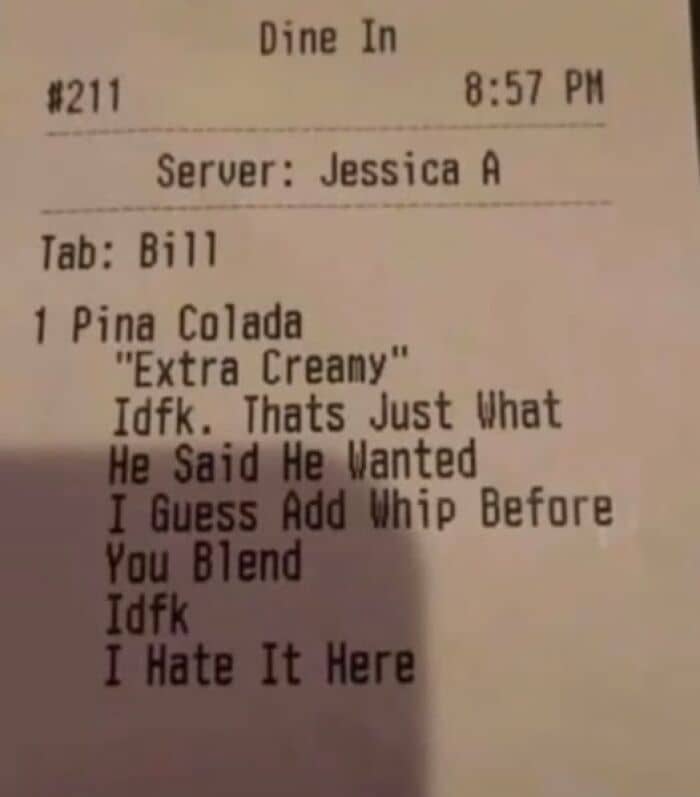 Dine In
#211 8:57 PM
Server: Jessica A
Tab: Bill
1 Pina Colada
"Extra Creamy"
Idfk. Thats Just What
He Said He Wanted
I Guess Add Whip Before
You Blend
Idfk
I Hate It Here